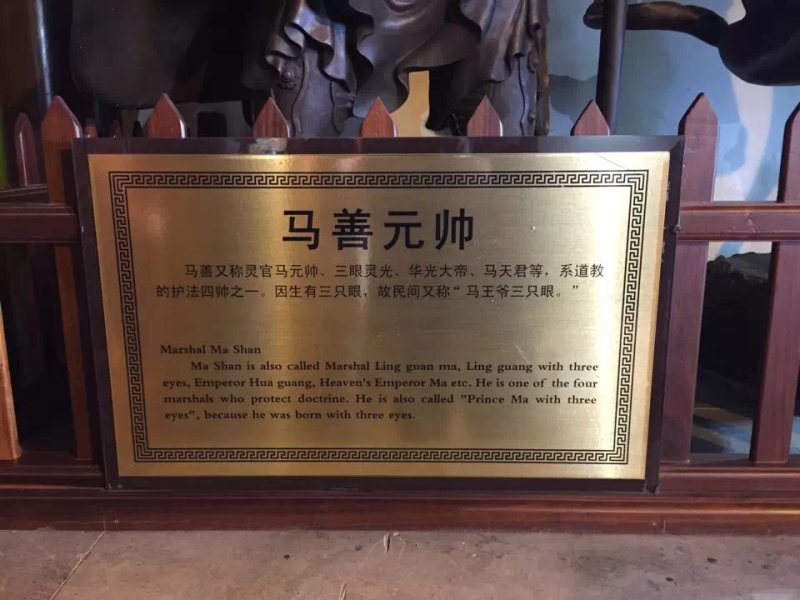 马善元帅
马善又称灵官马元帅、三眼灵光、华光大帝、马天君等，系道教
的护法四帅之一。因生有三只眼，故民间又称“马王爷三只眼。”
Marshal Ma Shan
Ma Shan is also called Marshal Ling guan ma, Ling guang with three
eyes, Emperor Hua guang, Heaven's Emperor Ma etc. He is one of the four
marshals who protect doctrine. He is also called "Prince Ma with three
eyes", because he was born with three eyes.